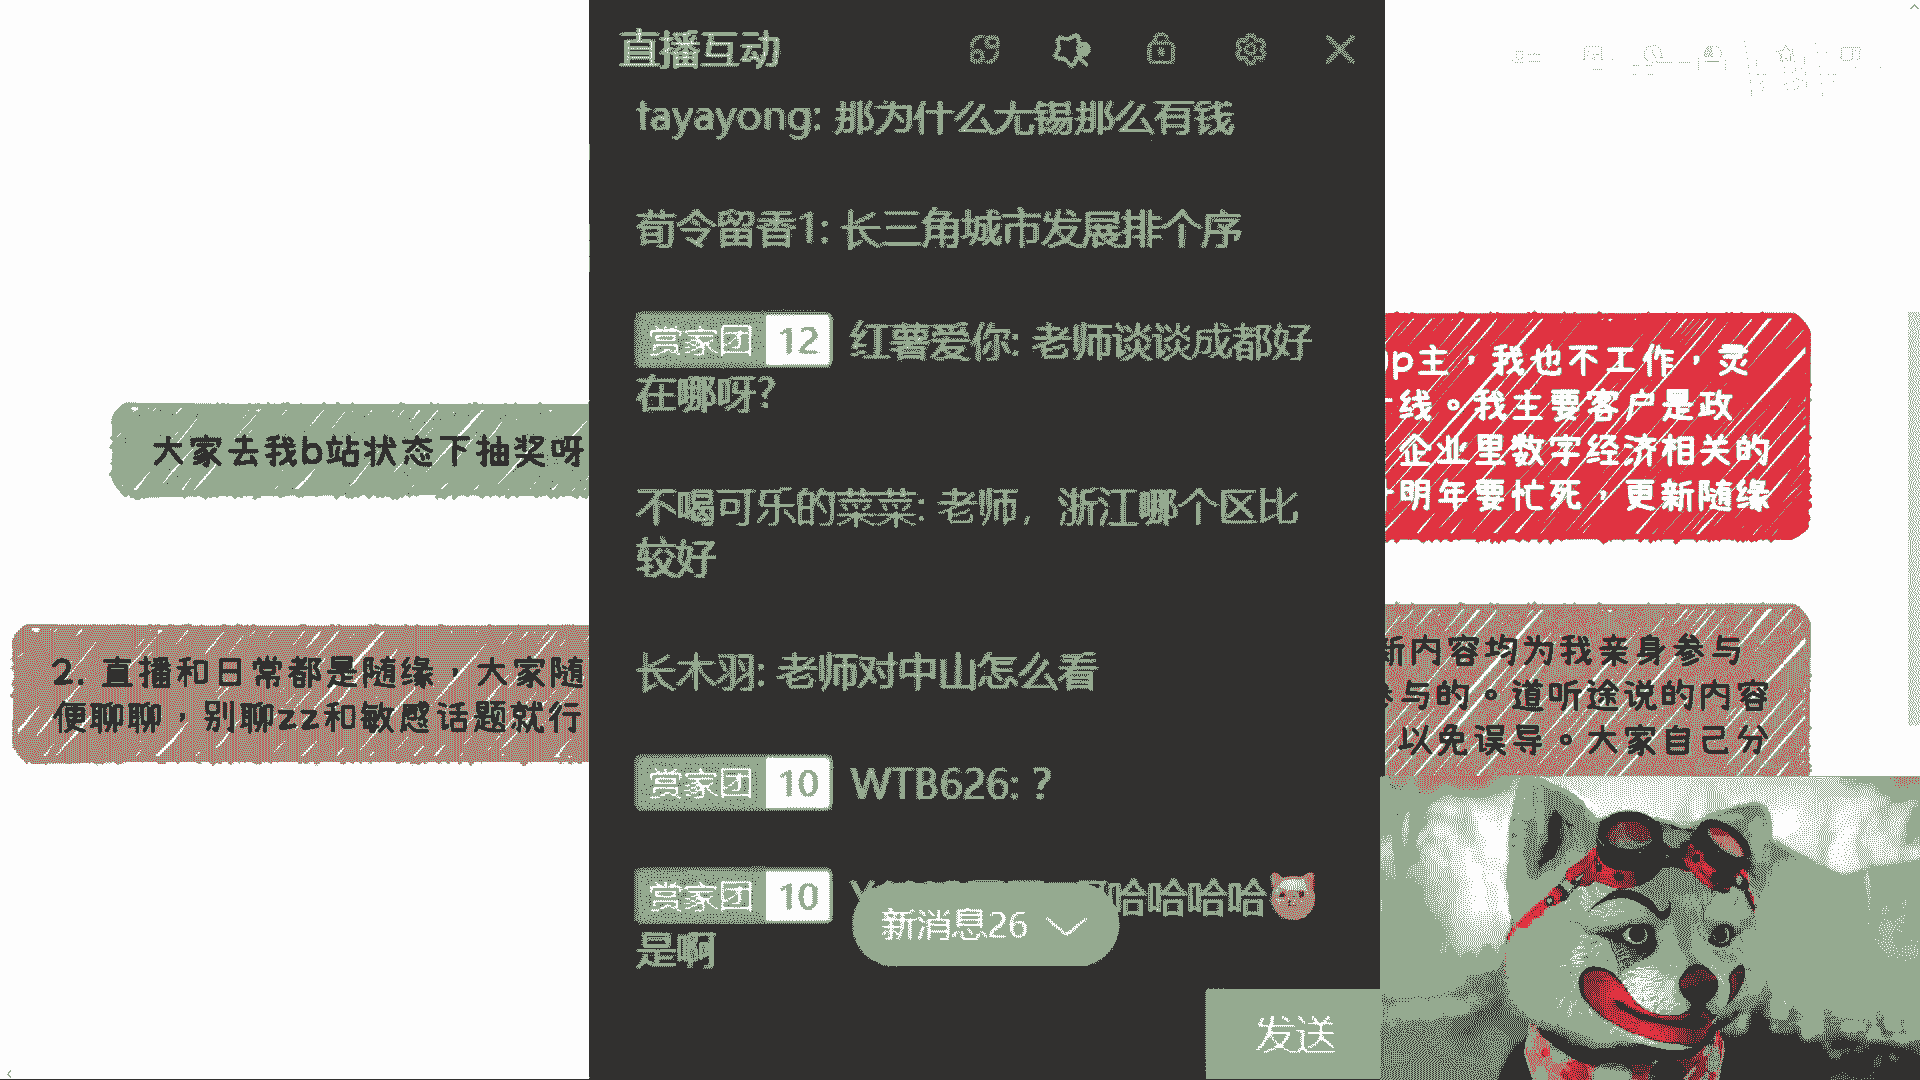 直播互动
tayayong: 那为什么无锡那么有钱
荀令留香1: 长三角城市发展排个序
赏家团 12 红薯爱你: 老师谈谈成都好
在哪呀?
不喝可乐的菜菜: 老师，浙江哪个区比
较好
长木羽: 老师对中山怎么看
赏家团 10 WTB626: ?
赏家团 10 哈哈哈哈
是啊
新消息26
发送
大家去我b站状态下抽奖呀
2. 直播和日常都是随缘，大家随
便聊聊，别聊zz和敏感话题就行
p主，我也不工作，灵
线。我主要客户是政
企业里数字经济相关的
明年要忙死，更新随缘
新内容均为我亲身参与
参与的。道听途说的内容
以免误导。大家自己分